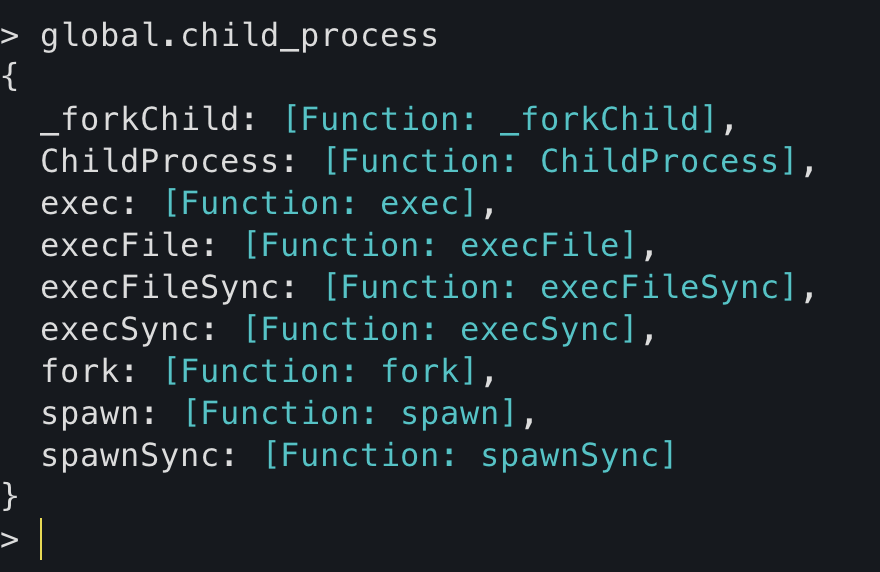 > global.child_process
{
  _forkChild: [Function: _forkChild],
  ChildProcess: [Function: ChildProcess],
  exec: [Function: exec],
  execFile: [Function: execFile],
  execFileSync: [Function: execFileSync],
  execSync: [Function: execSync],
  fork: [Function: fork],
  spawn: [Function: spawn],
  spawnSync: [Function: spawnSync]
}
>